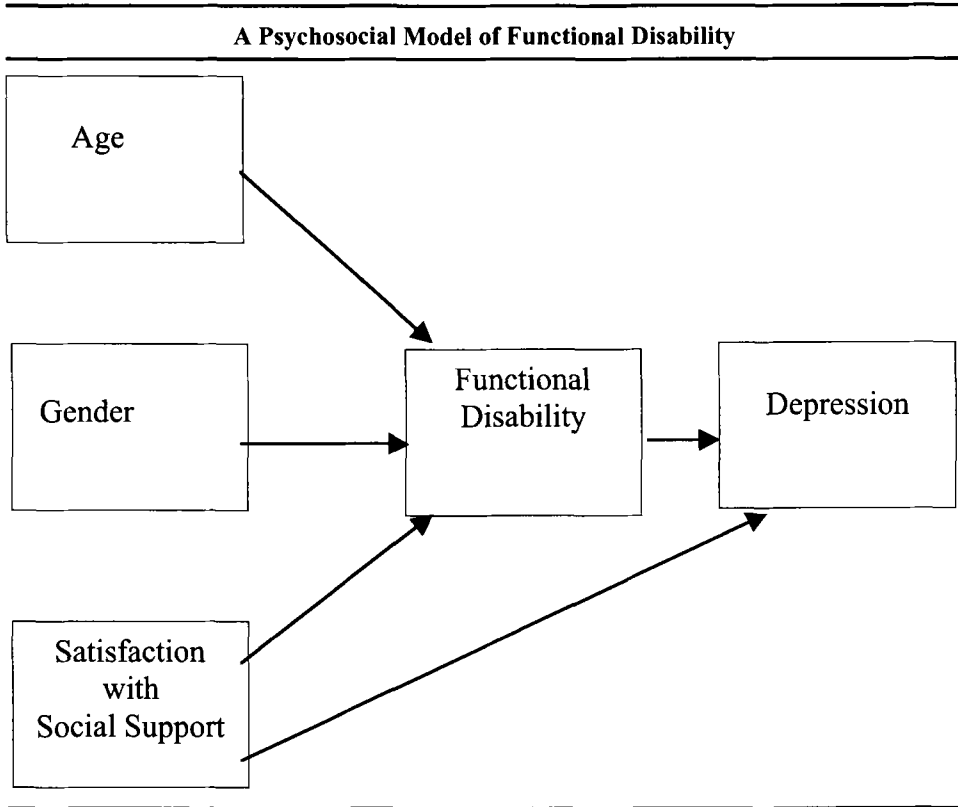 A Psychosocial Model of Functional Disability
Age
Gender
Functional
Disability
Depression
Satisfaction
with
Social Support